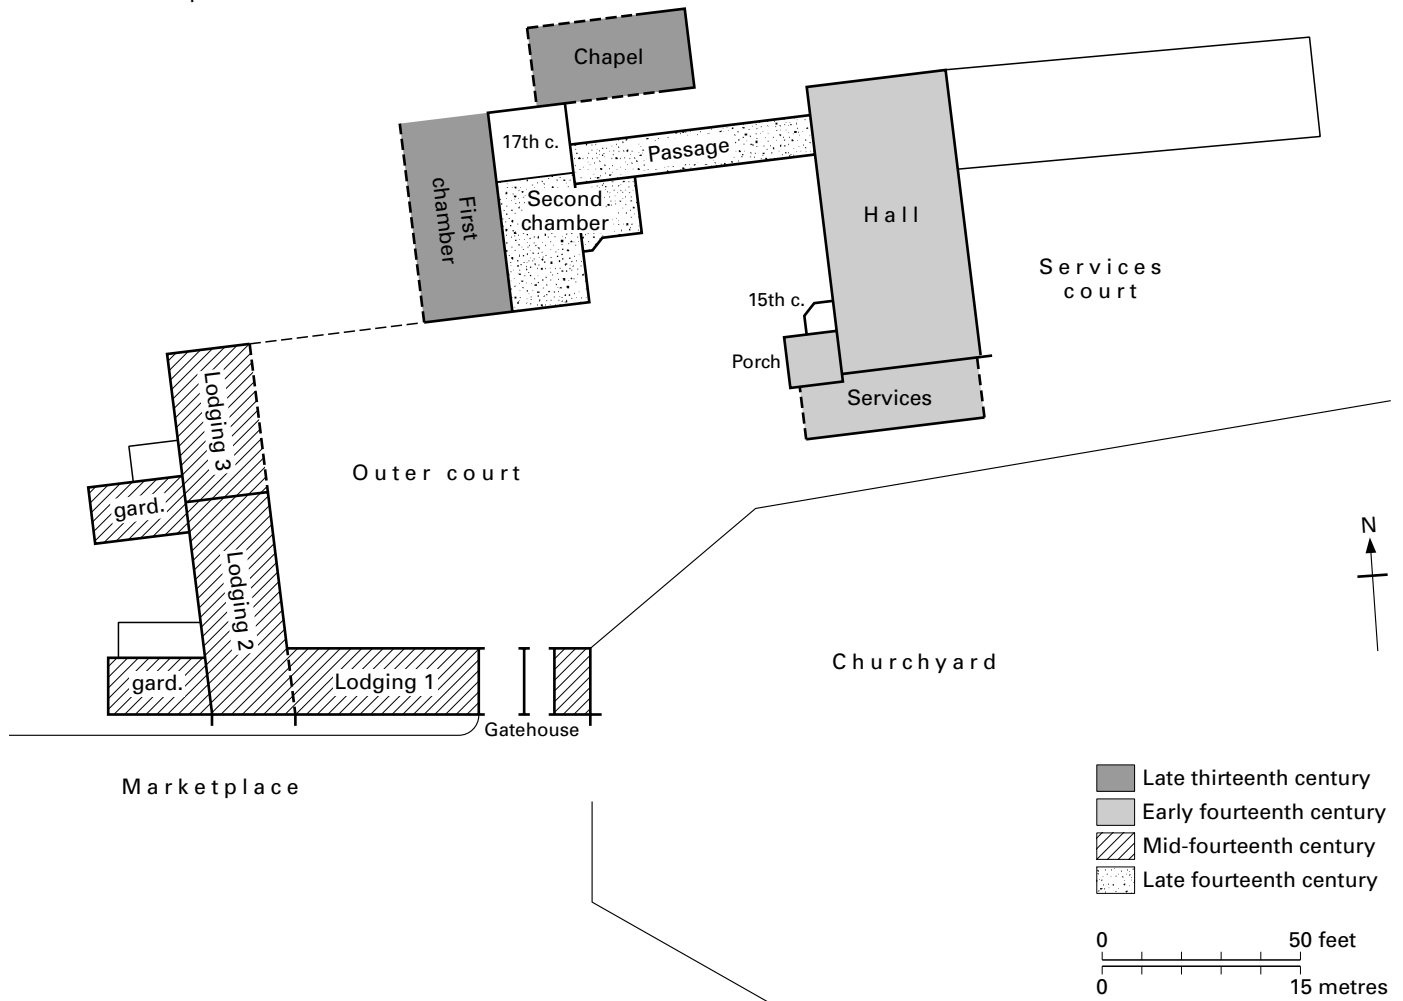 Chapel
17th c.
Passage
First
chamber
Second
chamber
Hall
Services
court
15th c.
Porch
Services
Lodging 3
Outer court
gard.
N
Lodging 2
Churchyard
gard.
Lodging 1
Gatehouse
Marketplace
Late thirteenth century
Early fourteenth century
Mid-fourteenth century
Late fourteenth century
0 50 feet
0 15 metres